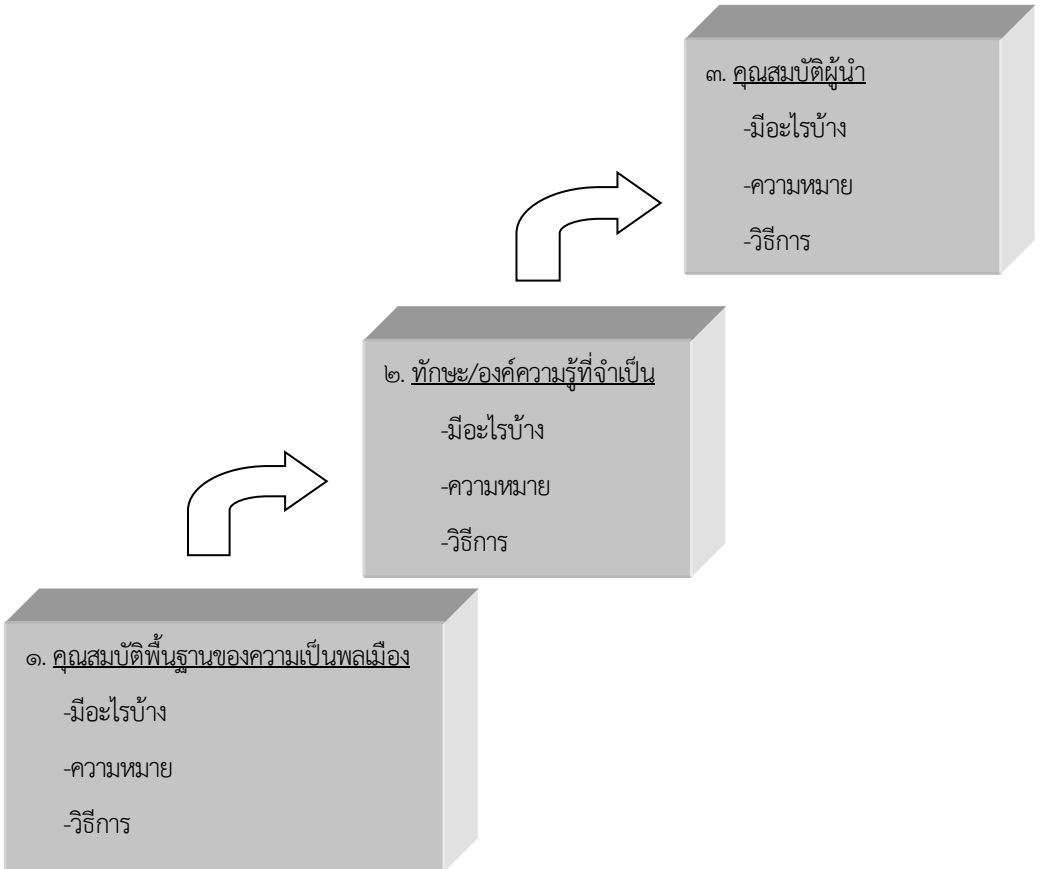 ๓. คุณสมบัติผู้นำ
-มีอะไรบ้าง
-ความหมาย
-วิธีการ
๒. ทักษะ/องค์ความรู้ที่จำเป็น
-มีอะไรบ้าง
-ความหมาย
-วิธีการ
๑. คุณสมบัติพื้นฐานของความเป็นพลเมือง
-มีอะไรบ้าง
-ความหมาย
-วิธีการ